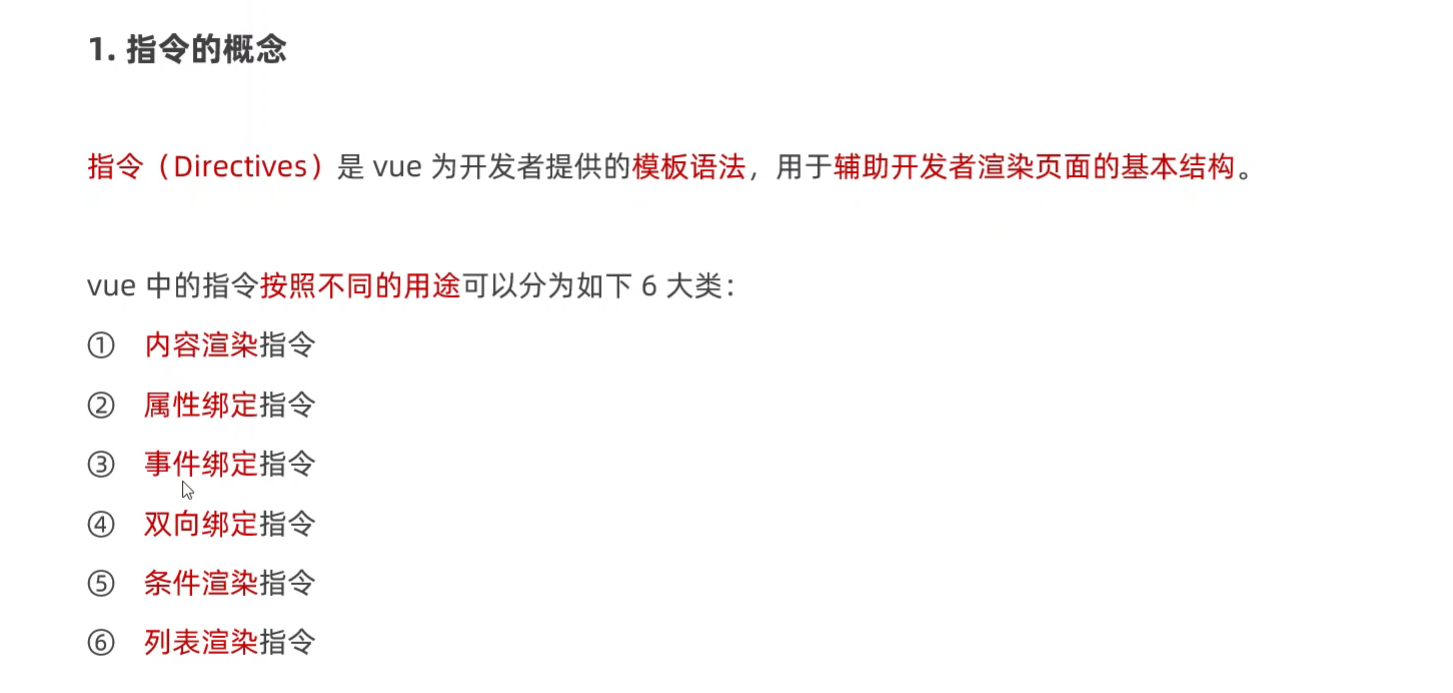 1. 指令的概念
指令（Directives）是 vue 为开发者提供的模板语法，用于辅助开发者渲染页面的基本结构。
vue 中的指令按照不同的用途可以分为如下 6 大类：
① 内容渲染指令
② 属性绑定指令
③ 事件绑定指令
④ 双向绑定指令
⑤ 条件渲染指令
⑥ 列表渲染指令